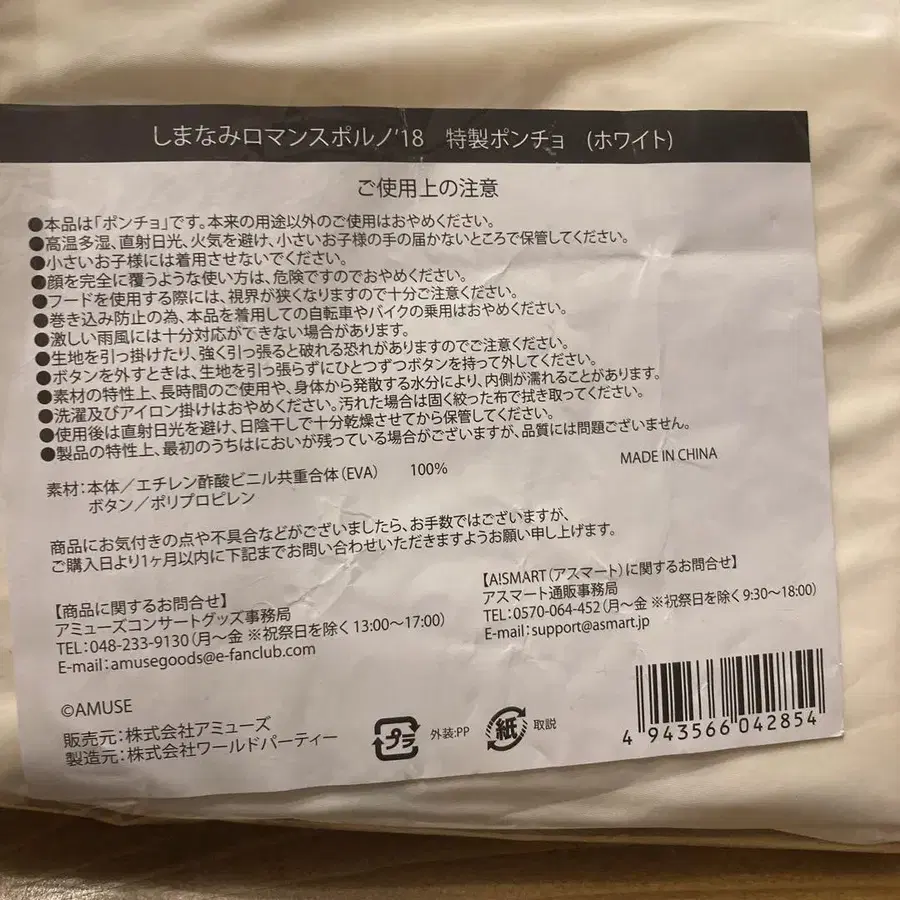 しまなみロマンスポルノ'18　特製ポンチョ　(ホワイト)
ご使用上の注意
●本品は「ポンチョ」です。本来の用途以外のご使用はおやめください。
●高温多湿、直射日光、火気を避け、小さいお子様の手の届かないところで保管してください。
●小さいお子様には着用させないでください。
●顔を完全に覆うような使い方は、危険ですのでおやめください。
●フードを使用する際には、視界が狭くなりますので十分ご注意ください。
●巻き込み防止の為、本品を着用しての自転車やバイクの乗用はおやめください。
●激しい雨風には十分対応ができない場合があります。
●生地を引っ掛けたり、強く引っ張ると破れる恐れがありますのでご注意ください。
●ボタンを外すときは、生地を引っ張らずにひとつずつボタンを持って外してください。
●素材の特性上、長時間のご使用や、身体から発散する水分により、内側が濡れることがあります。
●洗濯及びアイロン掛けはおやめください。汚れた場合は固く絞った布で拭き取ってください。
●使用後は直射日光を避け、日陰干しで十分乾燥させてから保管してください。
●製品の特性上、最初のうちはにおいが残っている場合がございますが、品質には問題ございません。
素材：本体／エチレン酢酸ビニル共重合体（EVA）　100%
ボタン／ポリプロピレン
MADE IN CHINA
商品にお気付きの点や不具合などがございましたら、お手数ではございますが、
ご購入日より1ヶ月以内に下記までお問い合わせいただきますようお願い申し上げます。
【商品に関するお問合せ】
アミューズコンサートグッズ事務局
TEL：048-233-9130（月～金 ※祝祭日を除く 13:00～17:00）
E-mail：amusegoods@e-fanclub.com
【A!SMART（アスマート）に関するお問合せ】
アスマート通販事務局
TEL：0570-064-452（月～金 ※祝祭日を除く 9:30～18:00）
E-mail：support@asmart.jp
©AMUSE
販売元：株式会社アミューズ
製造元：株式会社ワールドパーティー
プラ 外装：PP
紙 取説
4 943566 042854